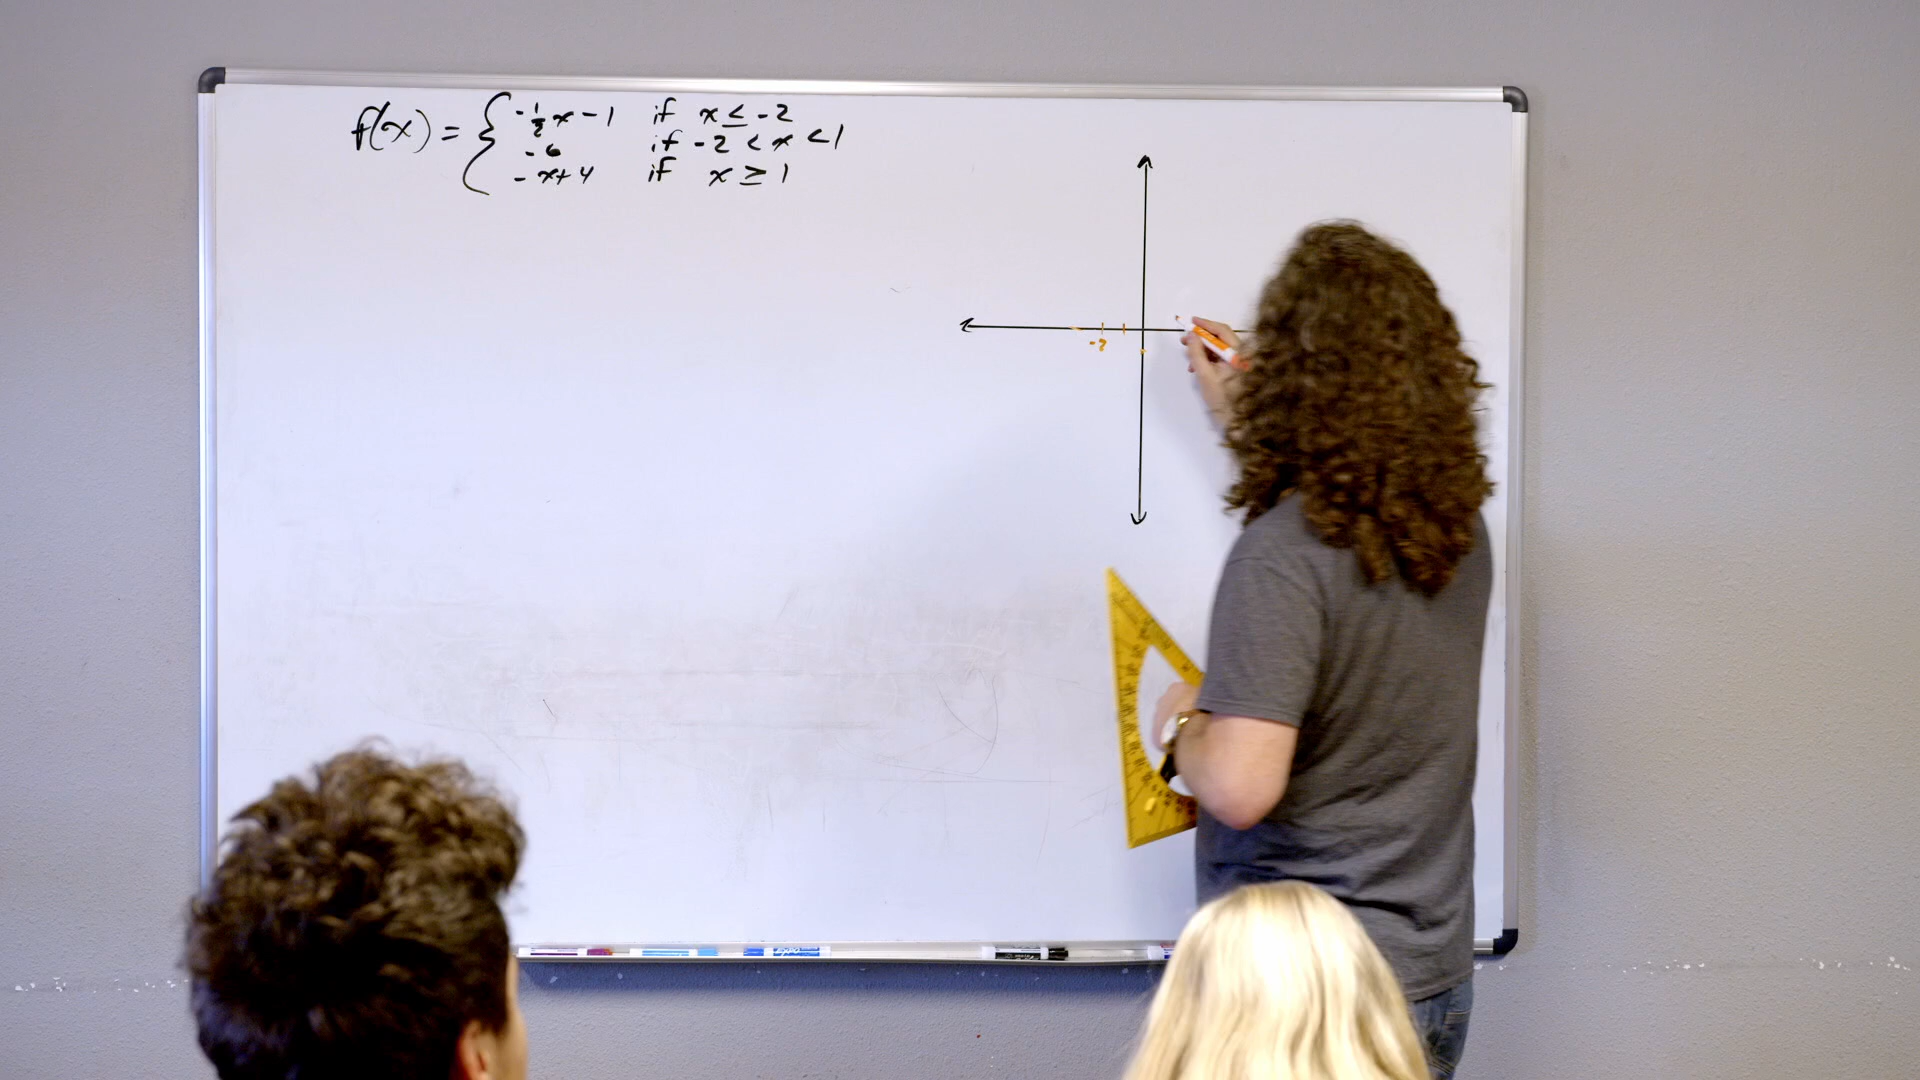 f(x) = { -1/2x - 1 if x ≤ -2
-6 if -2 < x < 1
-x+4 if x ≥ 1
-2